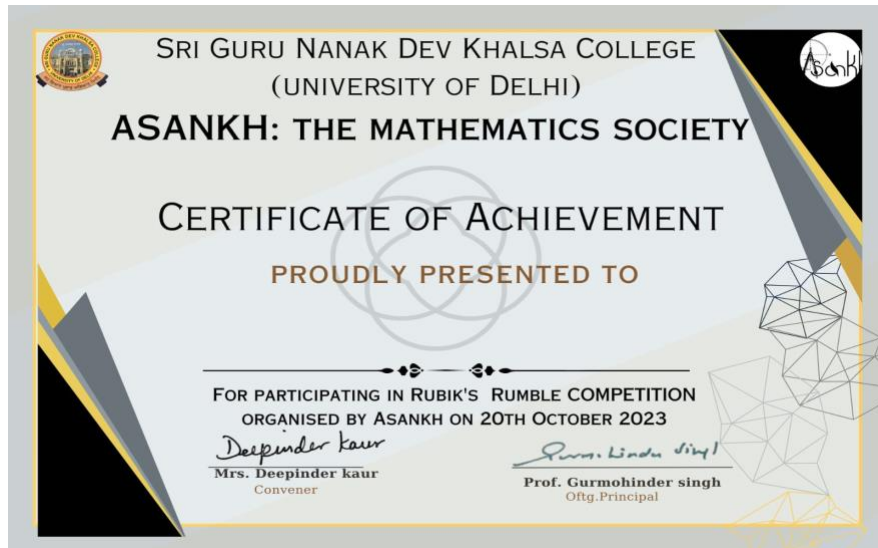 SRI GURU NANAK DEV KHALSA COLLEGE
(UNIVERSITY OF DELHI)
Asankh
ASANKH: THE MATHEMATICS SOCIETY
CERTIFICATE OF ACHIEVEMENT
PROUDLY PRESENTED TO
FOR PARTICIPATING IN RUBIK'S RUMBLE COMPETITION
ORGANISED BY ASANKH ON 20TH OCTOBER 2023
Deepinder Kaur
Mrs. Deepinder kaur
Convener
Prof. Gurmohinder singh
Oftg.Principal